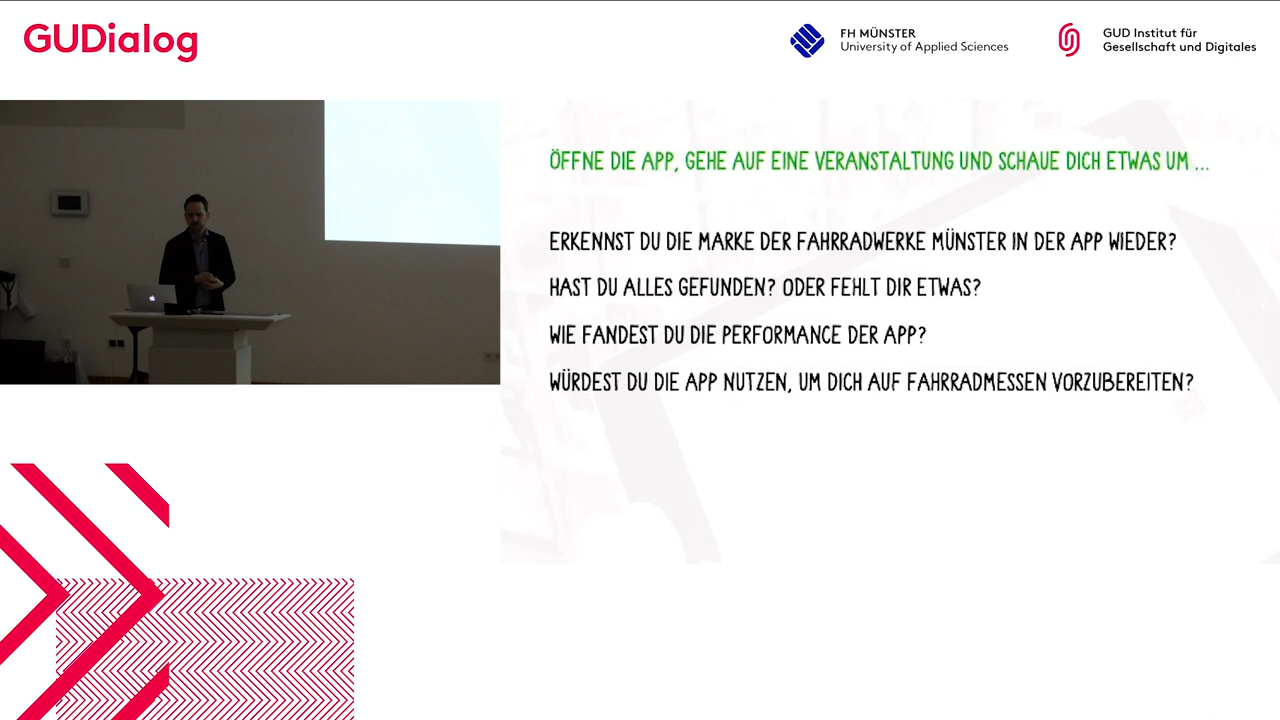 GUDialog
FH MÜNSTER
University of Applied Sciences
GUD Institut für
Gesellschaft und Digitales
ÖFFNE DIE APP, GEHE AUF EINE VERANSTALTUNG UND SCHAUE DICH ETWAS UM ...
ERKENNST DU DIE MARKE DER FAHRRADWERKE MÜNSTER IN DER APP WIEDER?
HAST DU ALLES GEFUNDEN? ODER FEHLT DIR ETWAS?
WIE FANDEST DU DIE PERFORMANCE DER APP?
WÜRDEST DU DIE APP NUTZEN, UM DICH AUF FAHRRADMESSEN VORZUBEREITEN?